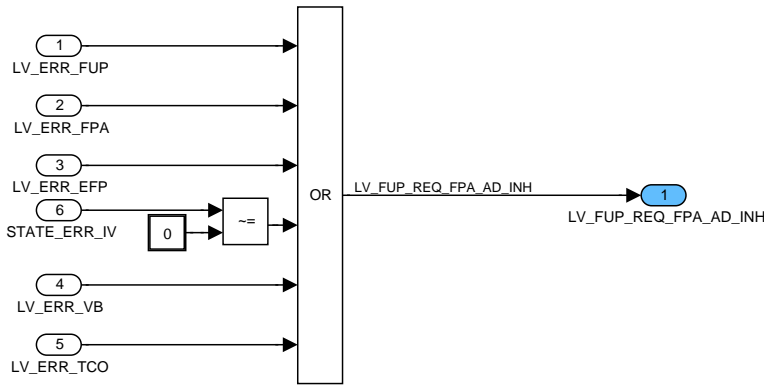 1
LV_ERR_FUP
2
LV_ERR_FPA
3
LV_ERR_EFP
6
STATE_ERR_IV
0
~=
4
LV_ERR_VB
5
LV_ERR_TCO
OR
LV_FUP_REQ_FPA_AD_INH
1
LV_FUP_REQ_FPA_AD_INH